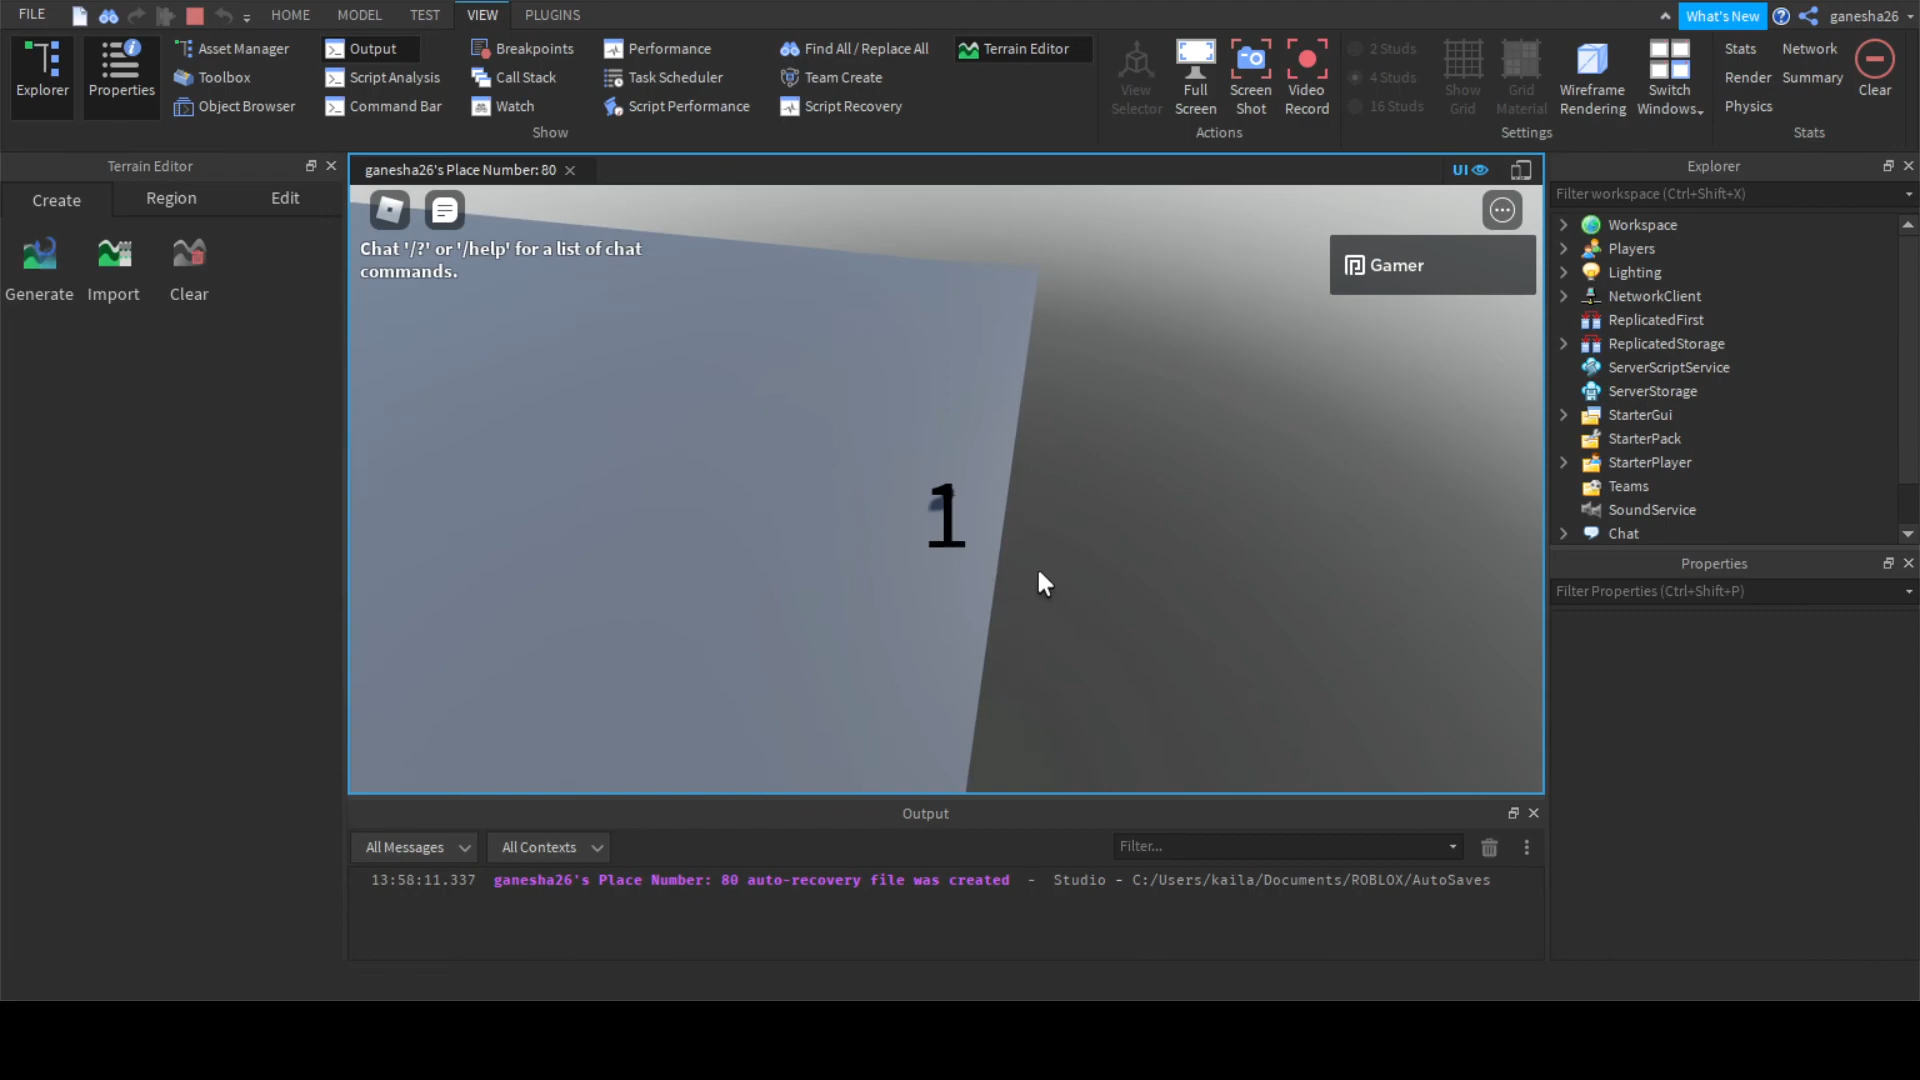 FILE HOME MODEL TEST VIEW PLUGINS What's New ganesha26
Explorer
Properties
Asset Manager
Toolbox
Object Browser
Output
Script Analysis
Command Bar
Breakpoints
Call Stack
Watch
Performance
Task Scheduler
Script Performance
Find All / Replace All
Team Create
Script Recovery
Terrain Editor
Show
View
Selector
Full
Screen
Screen
Shot
Video
Record
Actions
2 Studs
4 Studs
16 Studs
Show
Grid
Grid
Material
Wireframe
Rendering
Switch
Windows
Settings
Stats
Network
Render
Summary
Physics
Clear
Stats
Terrain Editor
Create Region Edit
Generate Import Clear
ganesha26's Place Number: 80
UI
Chat '/?' or '/help' for a list of chat
commands.
Gamer
1
Explorer
Filter workspace (Ctrl+Shift+X)
Workspace
Players
Lighting
NetworkClient
ReplicatedFirst
ReplicatedStorage
ServerScriptService
ServerStorage
StarterGui
StarterPack
StarterPlayer
Teams
SoundService
Chat
Properties
Filter Properties (Ctrl+Shift+P)
Output
All Messages All Contexts Filter...
13:58:11.337 ganesha26's Place Number: 80 auto-recovery file was created - Studio - C:/Users/kaila/Documents/ROBLOX/AutoSaves